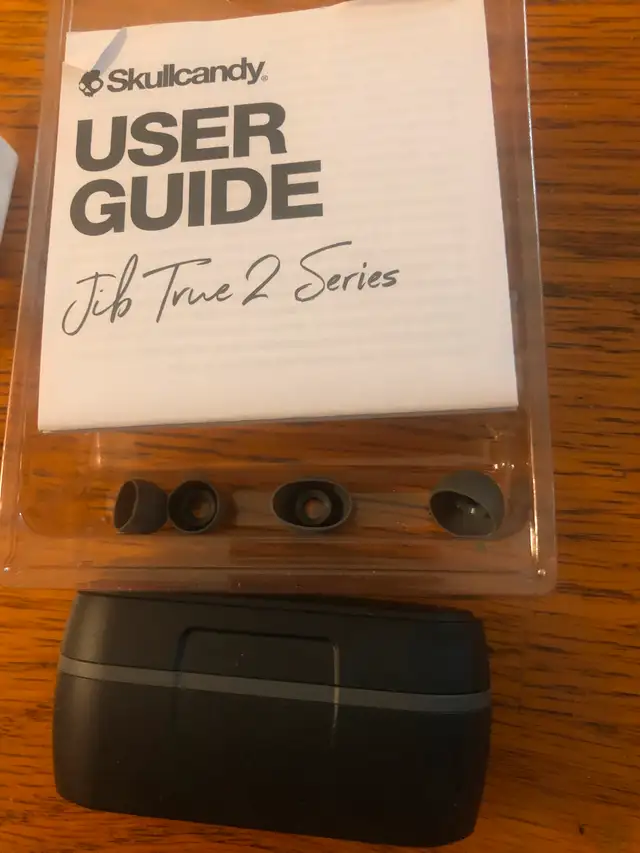 Skullcandy®
USER
GUIDE
Jib True 2 Series